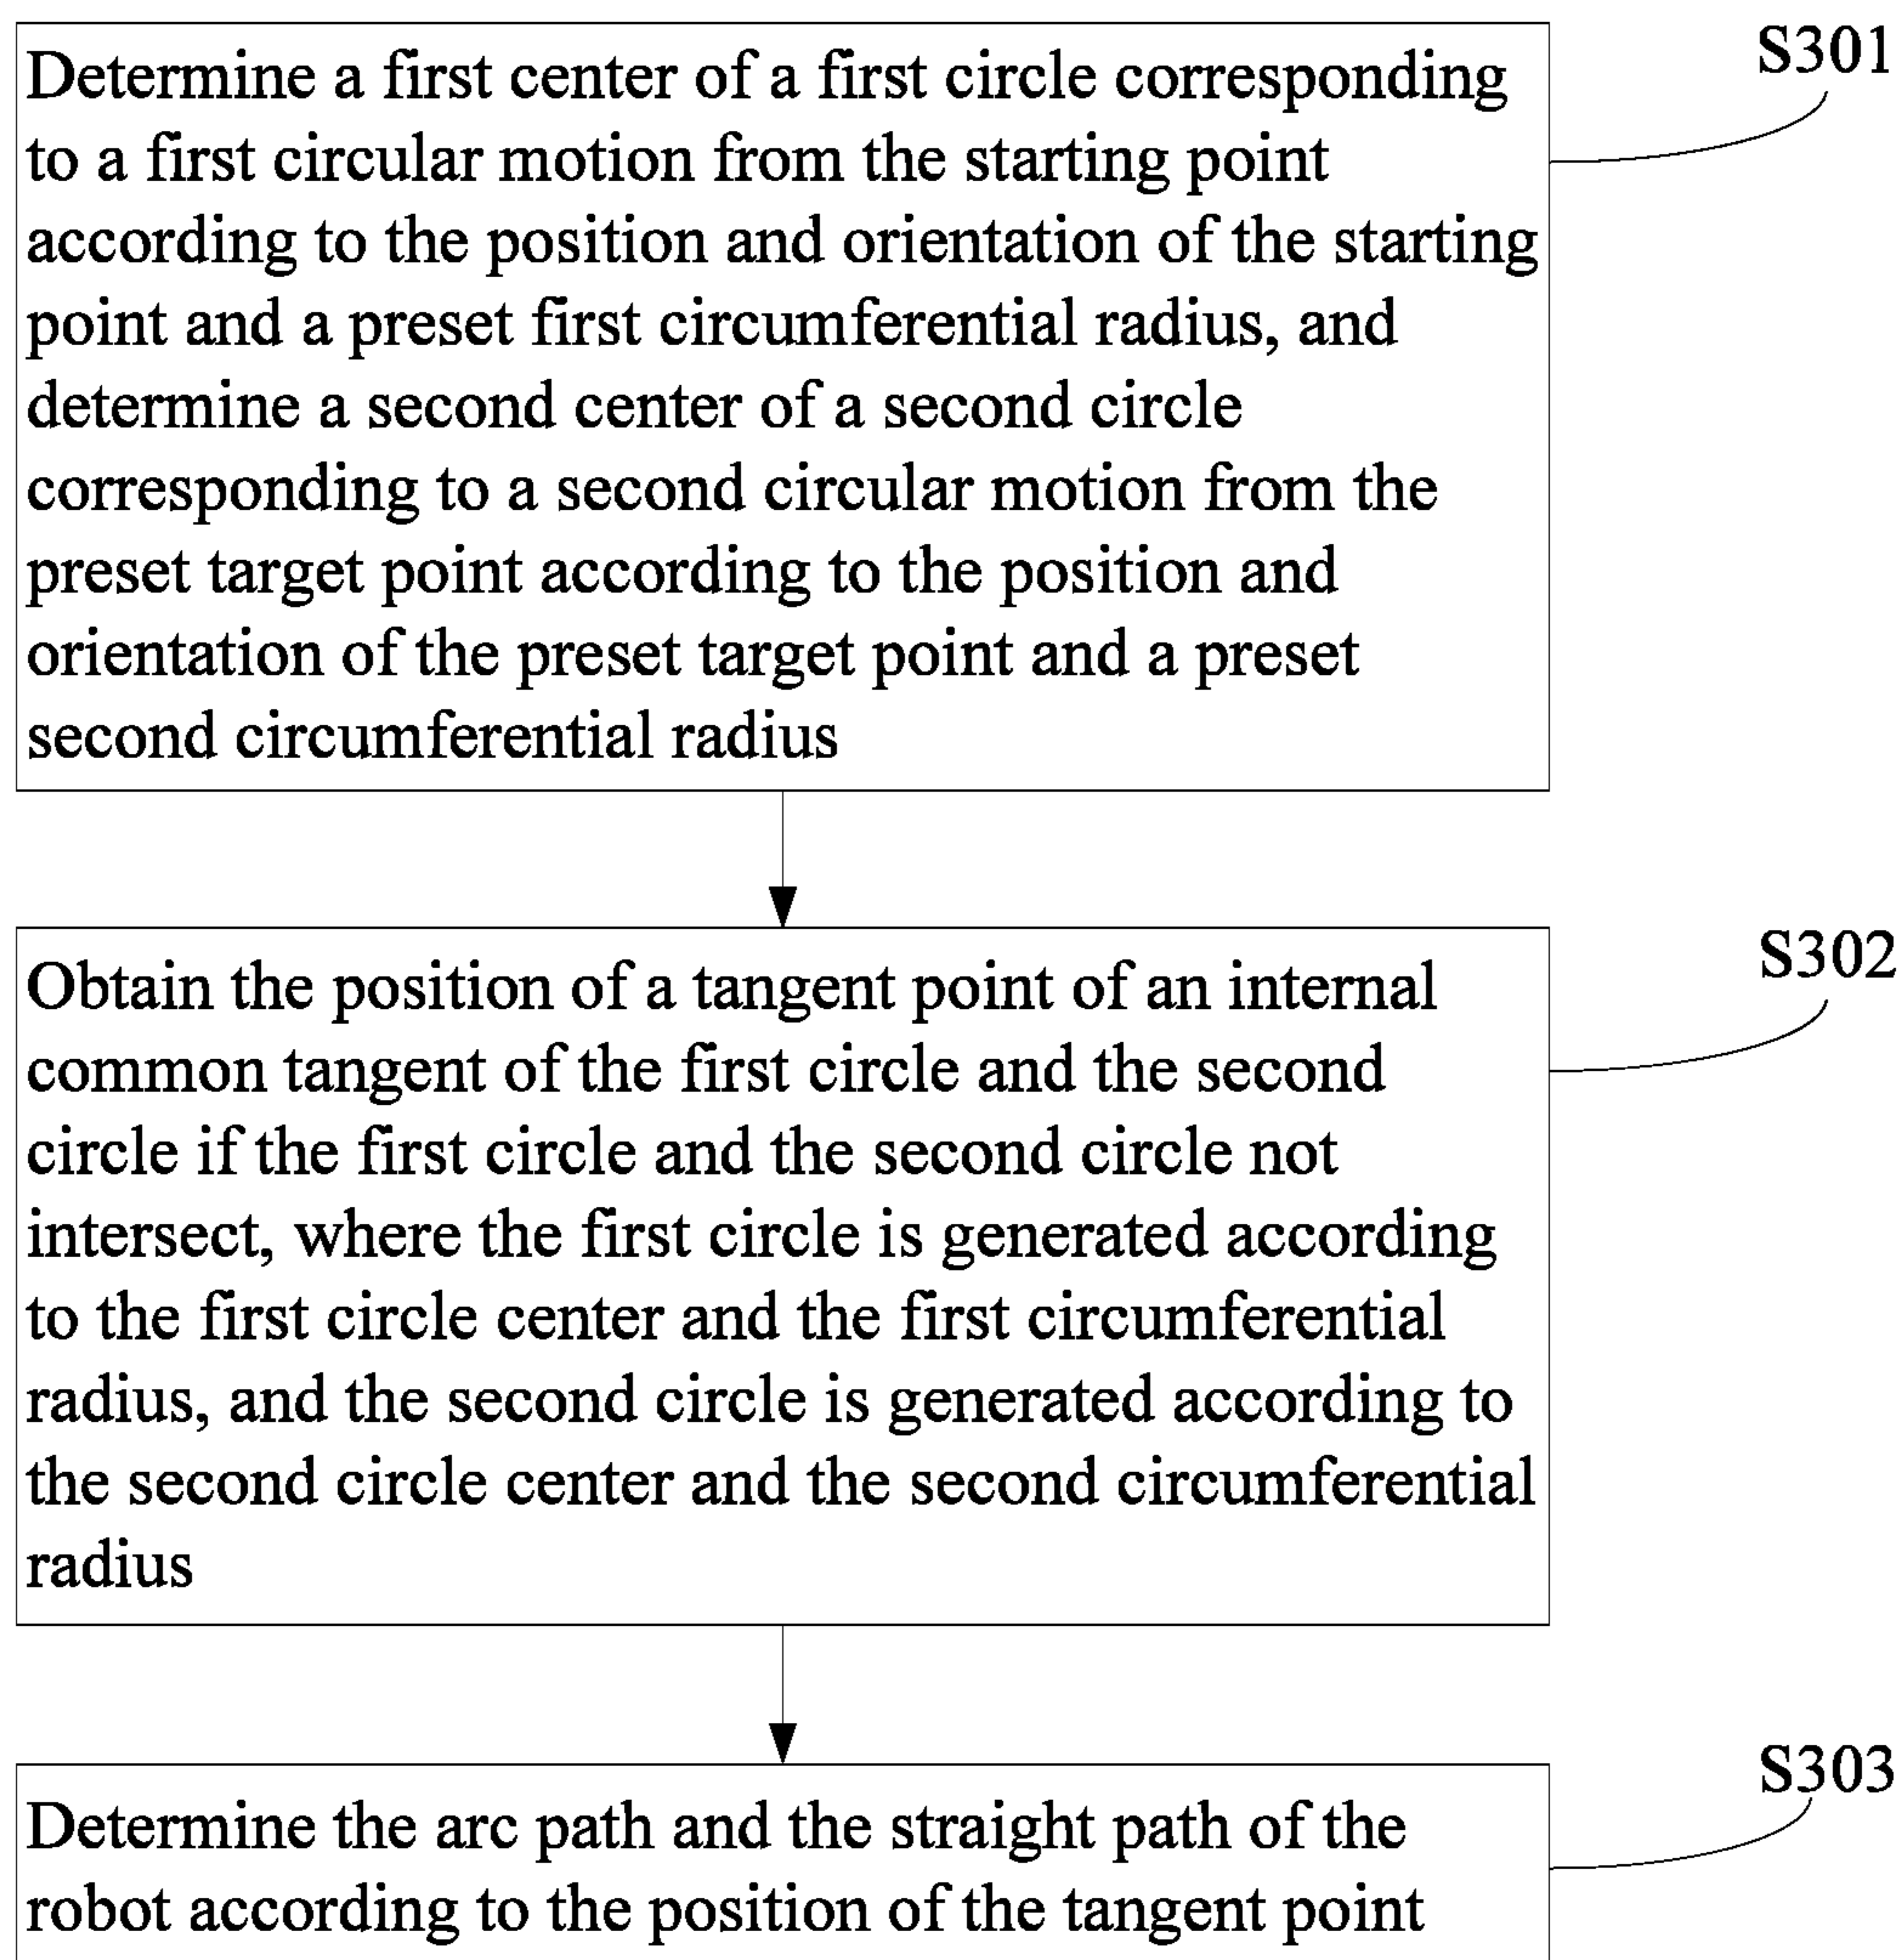 Determine a first center of a first circle corresponding
to a first circular motion from the starting point
according to the position and orientation of the starting
point and a preset first circumferential radius, and
determine a second center of a second circle
corresponding to a second circular motion from the
preset target point according to the position and
orientation of the preset target point and a preset
second circumferential radius
S301
Obtain the position of a tangent point of an internal
common tangent of the first circle and the second
circle if the first circle and the second circle not
intersect, where the first circle is generated according
to the first circle center and the first circumferential
radius, and the second circle is generated according to
the second circle center and the second circumferential
radius
S302
Determine the arc path and the straight path of the
robot according to the position of the tangent point
S303